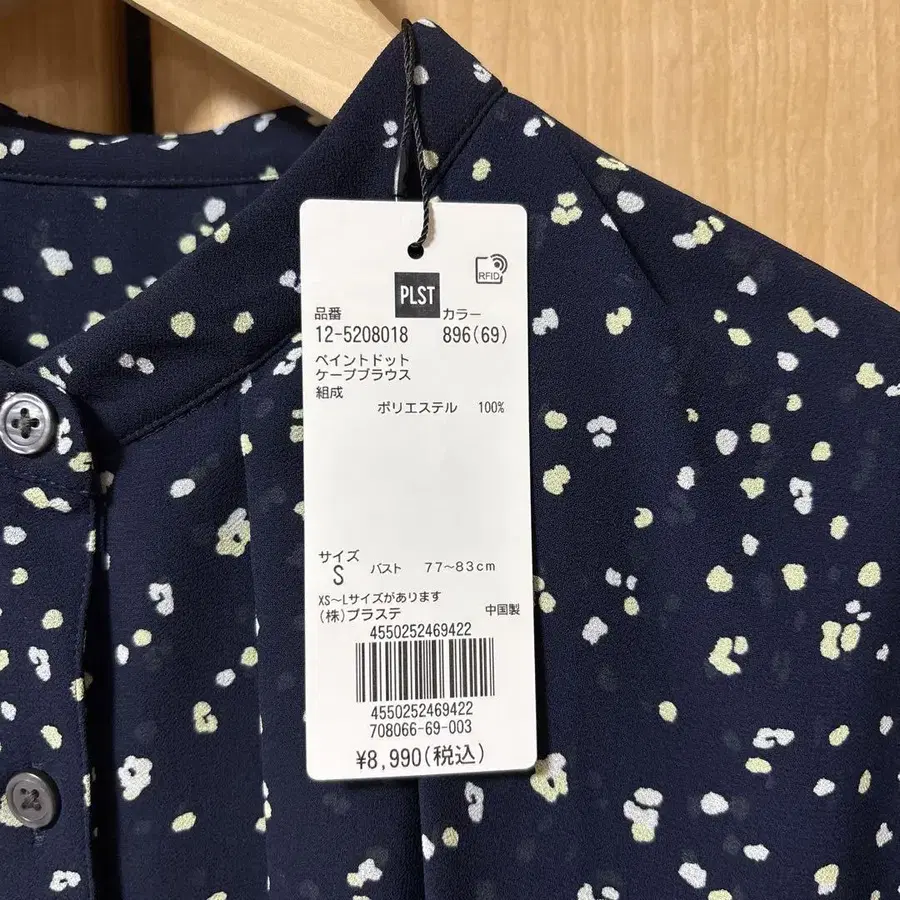 RFID
PLST
品番 カラー
12-5208018 896(69)
ペイントドット
ケープブラウス
組成
ポリエステル 100%
サイズ
S バスト 77~83cm
XS~Lサイズがあります
(株)プラステ 中国製
4550252469422
4550252469422
708066-69-003
¥8,990(税込)